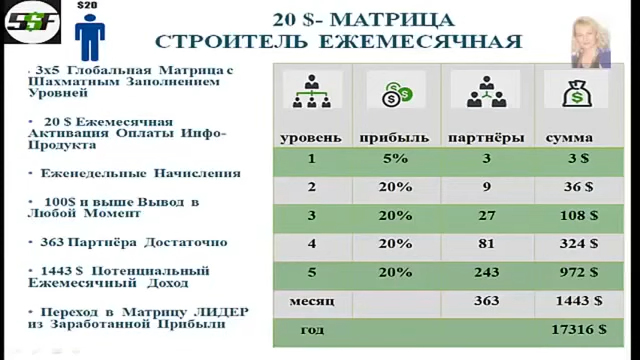 S$F
$20
20 $- МАТРИЦА
СТРОИТЕЛЬ ЕЖЕМЕСЯЧНАЯ
3х5 Глобальная Матрица с
Шахматным Заполнением
Уровней
• 20 $ Ежемесячная
Активация Оплаты Инфо-
Продукта
• Еженедельные Начисления
• 100$ и выше Вывод в
Любой Момент
• 363 Партнёра Достаточно
• 1443 $ Потенциальный
Ежемесячный Доход
• Переход в Матрицу ЛИДЕР
из Заработанной Прибыли
уровень прибыль партнёры сумма
1 5% 3 3 $
2 20% 9 36 $
3 20% 27 108 $
4 20% 81 324 $
5 20% 243 972 $
месяц 363 1443 $
год 17316 $